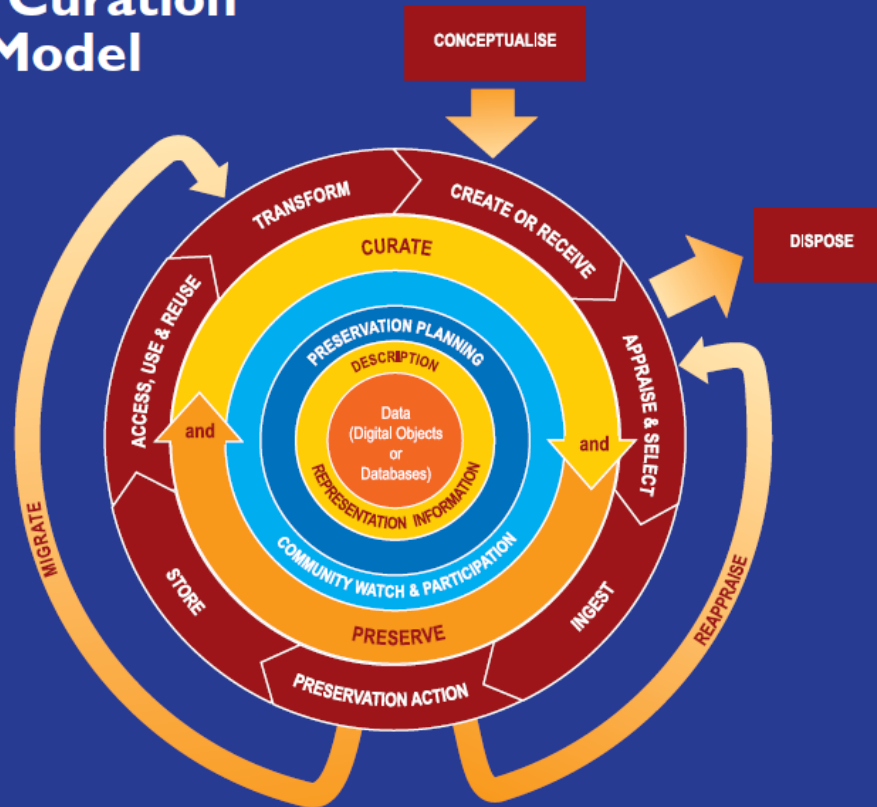 Curation
Model
CONCEPTUALISE
TRANSFORM
CREATE OR RECEIVE
DISPOSE
CURATE
ACCESS, USE & REUSE
PRESERVATION PLANNING
DESCRIPTION
APPRAISE & SELECT
and
Data
(Digital Objects
or
Databases)
and
REPRESENTATION INFORMATION
COMMUNITY WATCH & PARTICIPATION
MIGRATE
STORE
INGEST
REAPPRAISE
PRESERVE
PRESERVATION ACTION